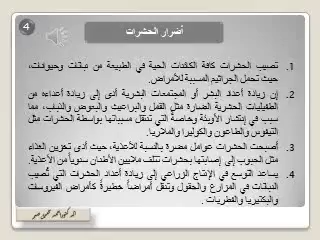 4
أضرار الحشرات
1. تصيب الحشرات كافة الكائنات الحية في الطبيعة من نباتات وحيوانات،
حيث تحمل الجراثيم المسببة للأمراض.
2. إن زيادة أعداد البشر أو المجتمعات البشرية أدى إلى زيادة أعداده من
الطفيليات الحشرية الضارة مثل القمل والبراغيث والبعوض والذباب، مما
سبب في إنتشار الأوبئة وخاصة التي تنتقل مسبباتها بواسطة الحشرات مثل
التيفوس والطاعون والكوليرا والملاريا.
3. أصبحت الحشرات عوامل مضرة بالنسبة للأغذية، حيث أدى تخزين الغذاء
مثل الحبوب إلى إصابتها بحشرات تتلف ملايين الأطنان سنوياً من الأغذية.
4. يساعد التوسع في الإنتاج الزراعي إلى زيادة أعداد الحشرات التي تُصيب
النباتات في المزارع والحقول وتنقل أمراضاً خطيرة كأمراض الفيروسات
والبكتيريا والفطريات .